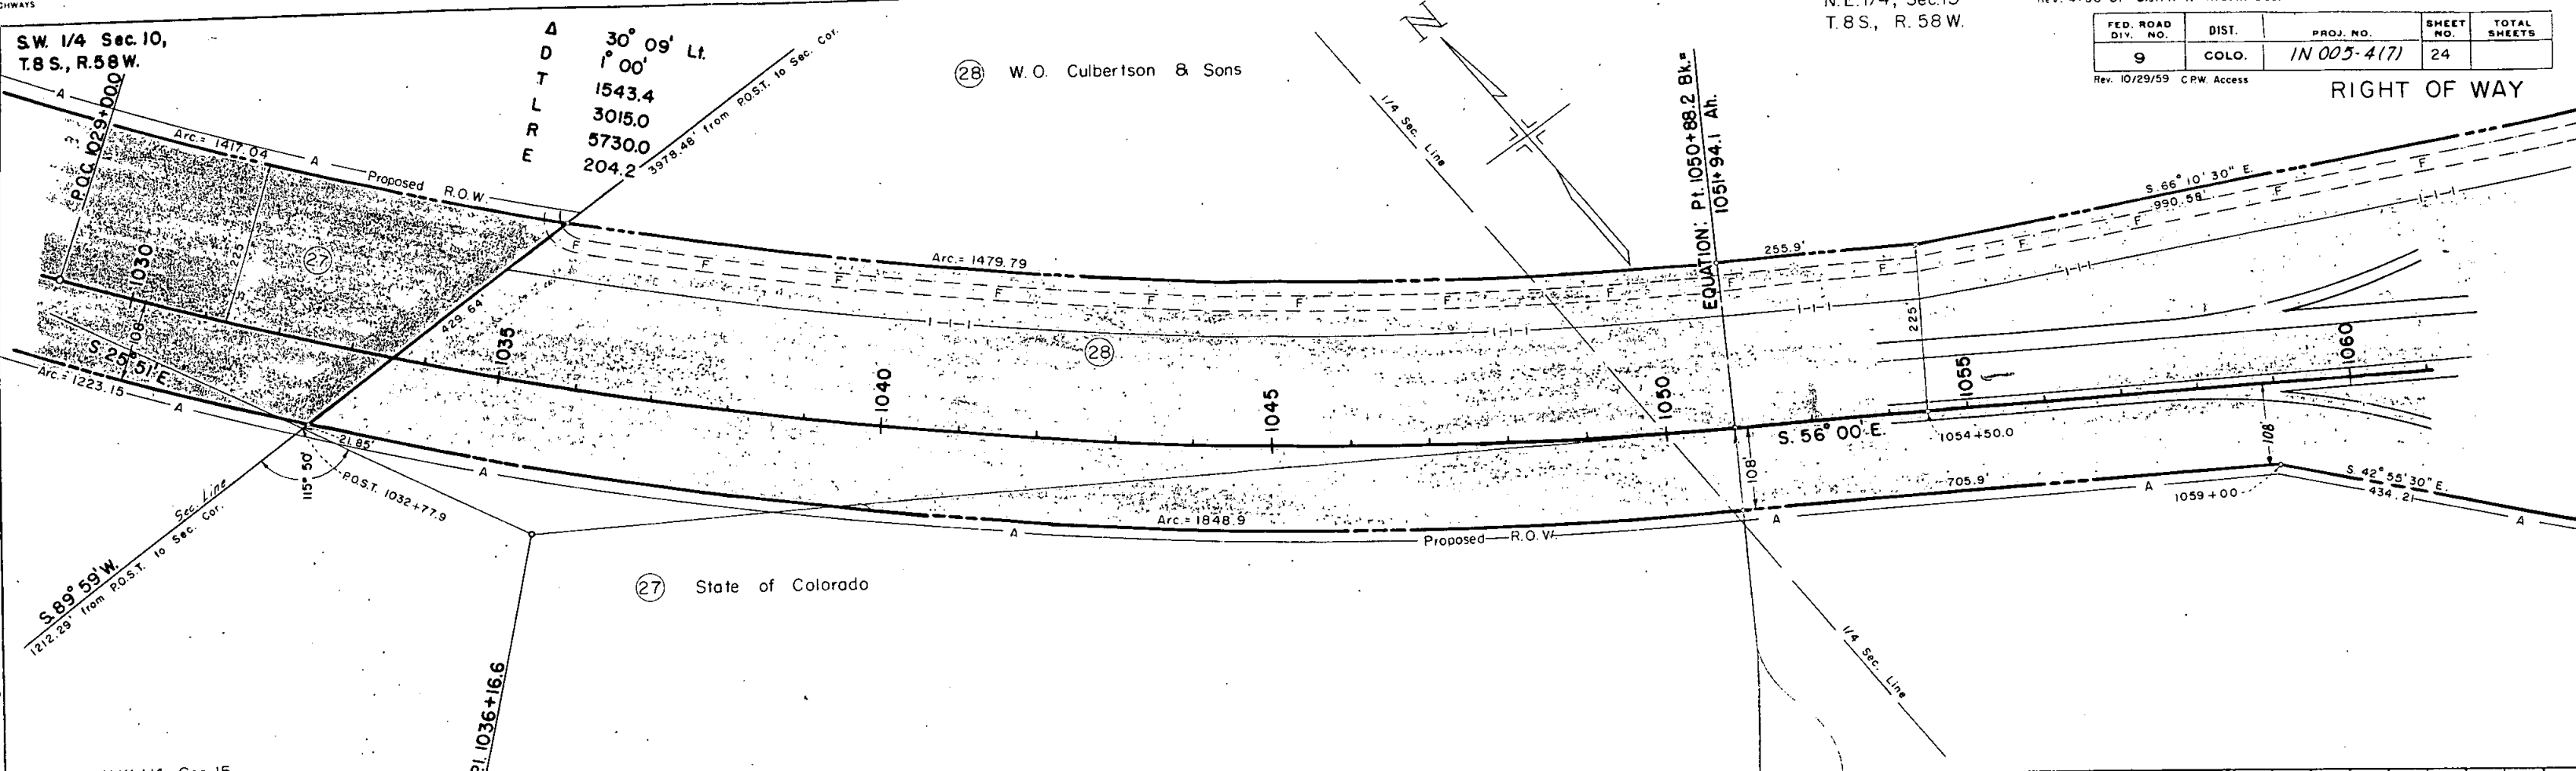 CHWAYS
S.W. 1/4 Sec. 10,
T.8 S., R.58 W.
P.O.C. 1029+00.0
Δ 30° 09' Lt.
D 1° 00'
T 1543.4
L 3015.0
R 5730.0
E 204.2
3978.48' from P.O.S.T. to Sec. Cor.
28 W. O. Culbertson & Sons
N
1/4 Sec. Line
EQUATION: Pt. 1050+88.2 Bk.=
1051+94.1 Ah.
N.E. 1/4, Sec. 15
T. 8 S., R. 58 W.
FED. ROAD DIV. NO. DIST. PROJ. NO. SHEET NO. TOTAL SHEETS
9 COLO. IN 005-4(7) 24
Rev. 10/29/59 C.P.W. Access
RIGHT OF WAY
A
Arc. = 1417.04
A
Proposed R.O.W.
225'
27
1030
108'
S. 25° 51' E.
Arc. = 1223.15
A
429.64
1035
Arc. = 1479.79
F F F F F F F F F
I-I-I
I-I-I
28
1040
1045
1050
255.9'
S. 66° 10' 30" E.
990.58'
F F F F F
I-I-I
I-I-I
225'
1055
1060
S. 56° 00' E.
1054+50.0
108'
108'
705.9'
A
1059+00
S. 42° 55' 30" E.
434.21
A
21.85'
115° 50'
P.O.S.T. 1032+77.9
A
Arc. = 1848.9
A
Proposed R.O.W.
A
Sec. Line
S. 89° 59' W.
1212.29' from P.O.S.T. to Sec. Cor.
27 State of Colorado
P.I. 1036+16.6
1/4 Sec. Line
Sec. 15